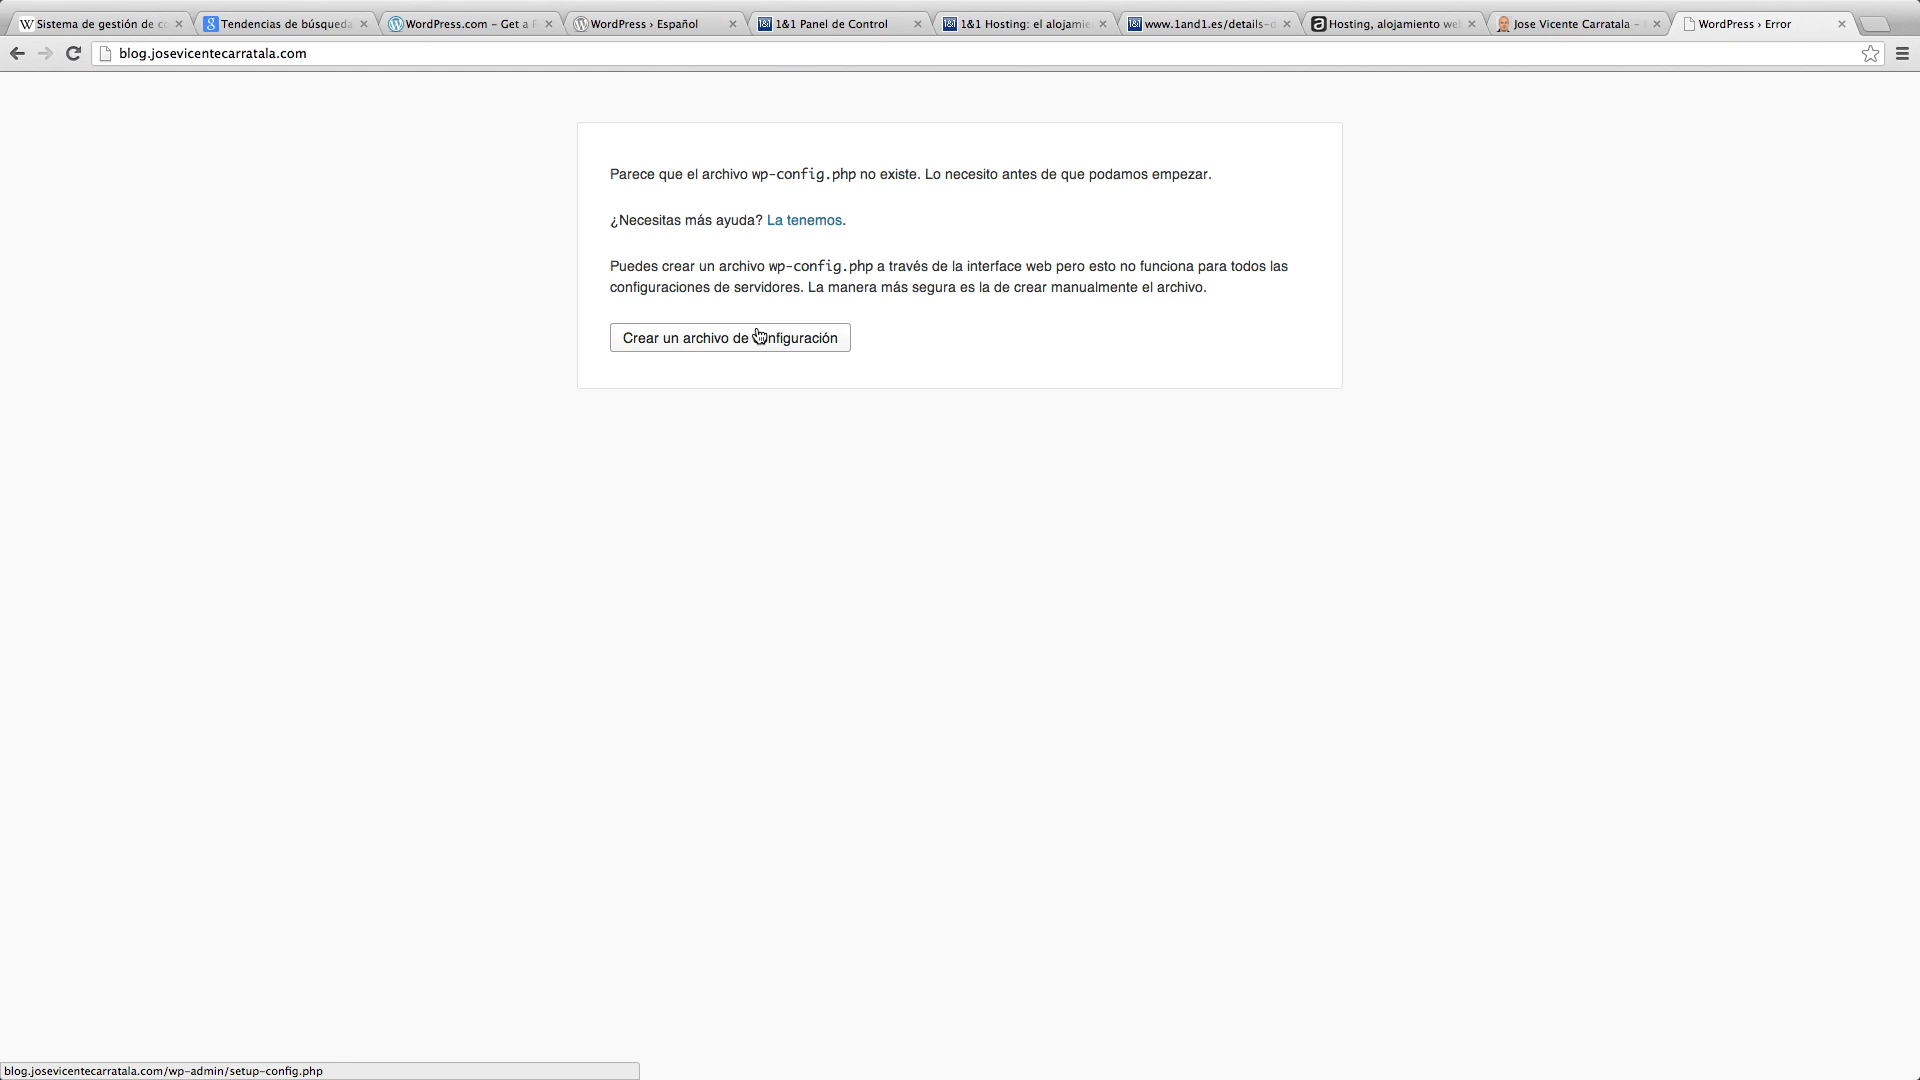 Sistema de gestión de co
Tendencias de búsqueda
WordPress.com - Get a F
WordPress › Español
1&1 Panel de Control
1&1 Hosting: el alojamie
www.1and1.es/details-d
Hosting, alojamiento we
Jose Vicente Carratala -
WordPress › Error
blog.josevicentecarratala.com
Parece que el archivo wp-config.php no existe. Lo necesito antes de que podamos empezar.
¿Necesitas más ayuda? La tenemos.
Puedes crear un archivo wp-config.php a través de la interface web pero esto no funciona para todos las
configuraciones de servidores. La manera más segura es la de crear manualmente el archivo.
Crear un archivo de configuración
blog.josevicentecarratala.com/wp-admin/setup-config.php